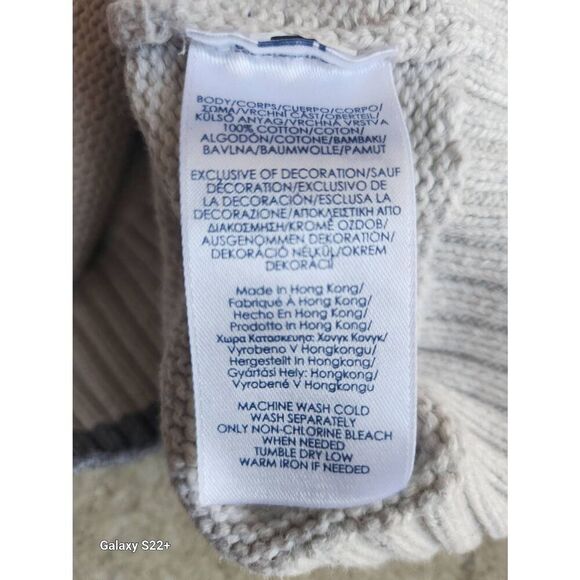 BODY/CORPS/CUERPO/CORPO/
ΣΩΜΑ/VRCHNI CAST/OBERTEIL/
KÜLSŐ ANYAG/VRCHNA VRSTVA
100% COTTON/COTON/
ALGODÓN/COTONE/BAMBAKI/
BAVLNA/BAUMWOLLE/PAMUT
EXCLUSIVE OF DECORATION/SAUF
DÉCORATION/EXCLUSIVO DE
LA DECORACIÓN/ESCLUSA LA
DECORAZIONE/ΑΠΟΚΛΕΙΣΤΙΚΗ ΑΠΟ
ΔΙΑΚΟΣΜΗΣΗ/KROMĚ OZDOB/
AUSGENOMMEN DEKORATION/
DEKORÁCIÓ NÉLKÜL/OKREM
DEKORÁCIÍ
Made In Hong Kong/
Fabriqué À Hong Kong/
Hecho En Hong Kong/
Prodotto In Hong Kong/
Χωρα Κατασκευησ: Χονγκ Κονγκ/
Vyrobeno V Hongkongu/
Hergestellt In Hongkong/
Gyártási Hely: Hongkong/
Vyrobené V Hongkongu
MACHINE WASH COLD
WASH SEPARATELY
ONLY NON-CHLORINE BLEACH
WHEN NEEDED
TUMBLE DRY LOW
WARM IRON IF NEEDED
Galaxy S22+